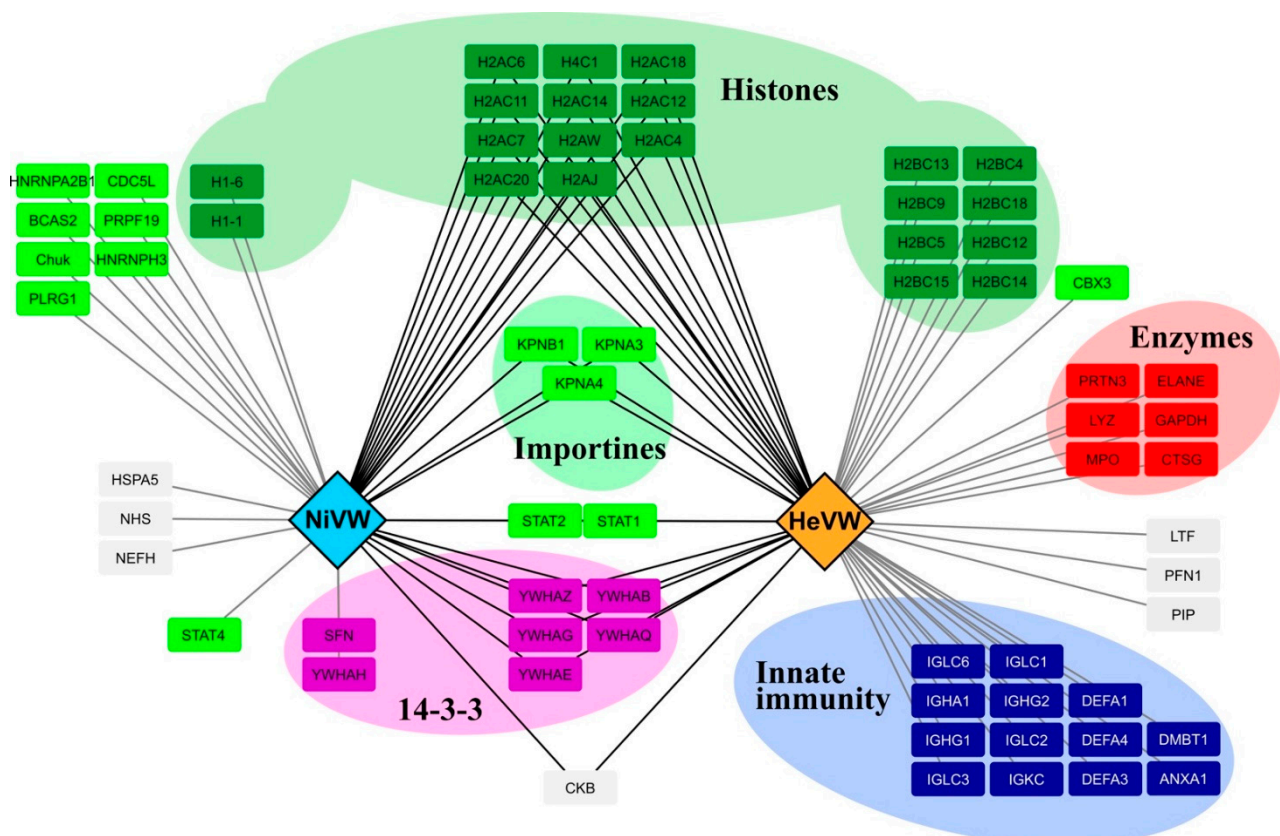 H2AC6 H4C1 H2AC18
H2AC11 H2AC14 H2AC12
Histones
H2AC7 H2AW H2AC4
H2AC20 H2AJ
HNRNPA2B1 CDC5L
BCAS2 PRPF19
Chuk HNRNPH3
PLRG1
H1-6
H1-1
H2BC13 H2BC4
H2BC9 H2BC18
H2BC5 H2BC12
H2BC15 H2BC14
CBX3
KPNB1 KPNA3
KPNA4
Importines
Enzymes
PRTN3 ELANE
LYZ GAPDH
MPO CTSG
HSPA5
NHS
NEFH
NiVW
STAT2 STAT1
HeVW
LTF
PFN1
PIP
STAT4
SFN
YWHAH
YWHAZ YWHAB
YWHAG YWHAQ
YWHAE
14-3-3
CKB
Innate
immunity
IGLC6 IGLC1
IGHA1 IGHG2 DEFA1
IGHG1 IGLC2 DEFA4 DMBT1
IGLC3 IGKC DEFA3 ANXA1